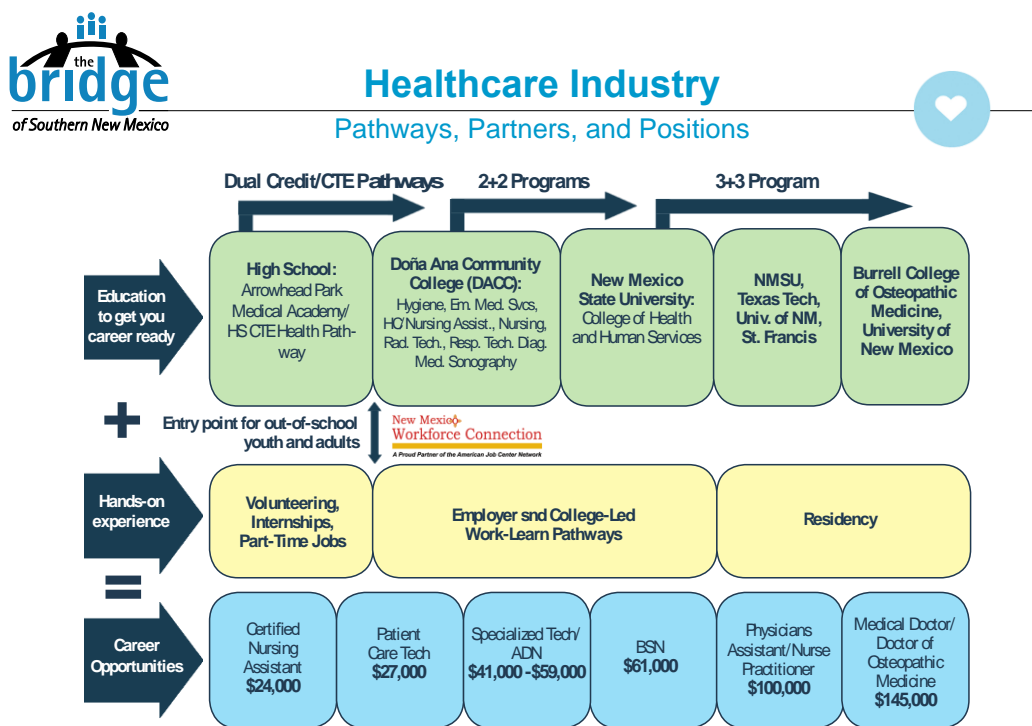 the
bridge
of Southern New Mexico
Healthcare Industry
Pathways, Partners, and Positions
Dual Credit/CTE Pathways
2+2 Programs
3+3 Program
Education
to get you
career ready
High School:
Arrowhead Park
Medical Academy/
HS CTE Health Path-
way
Doña Ana Community
College (DACC):
Hygiene, Em. Med. Svcs,
HC/Nursing Assist., Nursing,
Rad. Tech., Resp. Tech. Diag.
Med. Sonography
New Mexico
State University:
College of Health
and Human Services
NMSU,
Texas Tech,
Univ. of NM,
St. Francis
Burrell College
of Osteopathic
Medicine,
University of
New Mexico
+
Entry point for out-of-school
youth and adults
New Mexico
Workforce Connection
A Proud Partner of the American Job Center Network
Hands-on
experience
Volunteering,
Internships,
Part-Time Jobs
Employer snd College-Led
Work-Learn Pathways
Residency
=
Career
Opportunities
Certified
Nursing
Assistant
$24,000
Patient
Care Tech
$27,000
Specialized Tech/
ADN
$41,000 - $59,000
BSN
$61,000
Physicians
Assistant/Nurse
Practitioner
$100,000
Medical Doctor/
Doctor of
Osteopathic
Medicine
$145,000